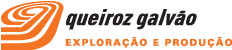 queiroz galvão
EXPLORAÇÃO E PRODUÇÃO